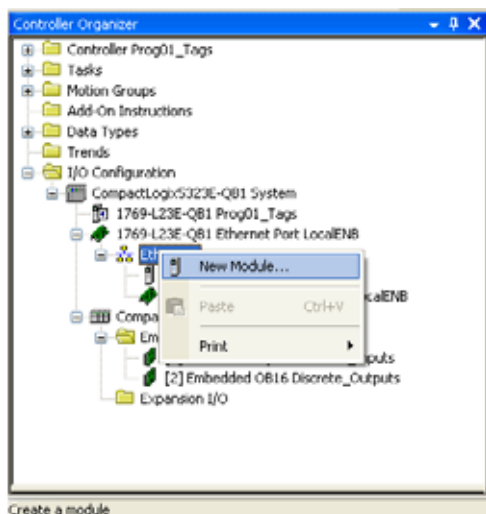 Controller Organizer
Controller Prog01_Tags
Tasks
Motion Groups
Add-On Instructions
Data Types
Trends
I/O Configuration
CompactLogix5323E-QB1 System
1769-L23E-QB1 Prog01_Tags
1769-L23E-QB1 Ethernet Port LocalENB
New Module...
Paste Ctrl+V
Print
[2] Embedded OB16 Discrete_Outputs
Expansion I/O
Create a module